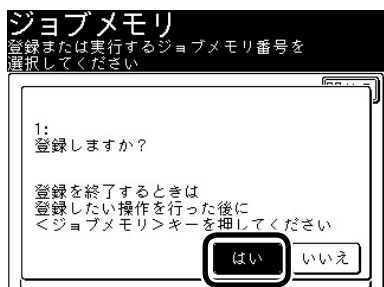 ジョブメモリ
登録または実行するジョブメモリ番号を
選択してください
1:
登録しますか?
登録を終了するときは
登録したい操作を行った後に
<ジョブメモリ>キーを押してください
はい
いいえ